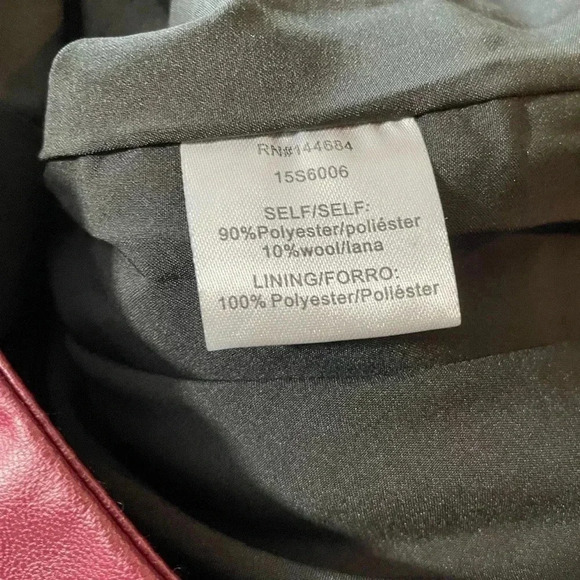 RN#144684
15S6006
SELF/SELF:
90%Polyester/poliéster
10%wool/lana
LINING/FORRO:
100% Polyester/Poliéster